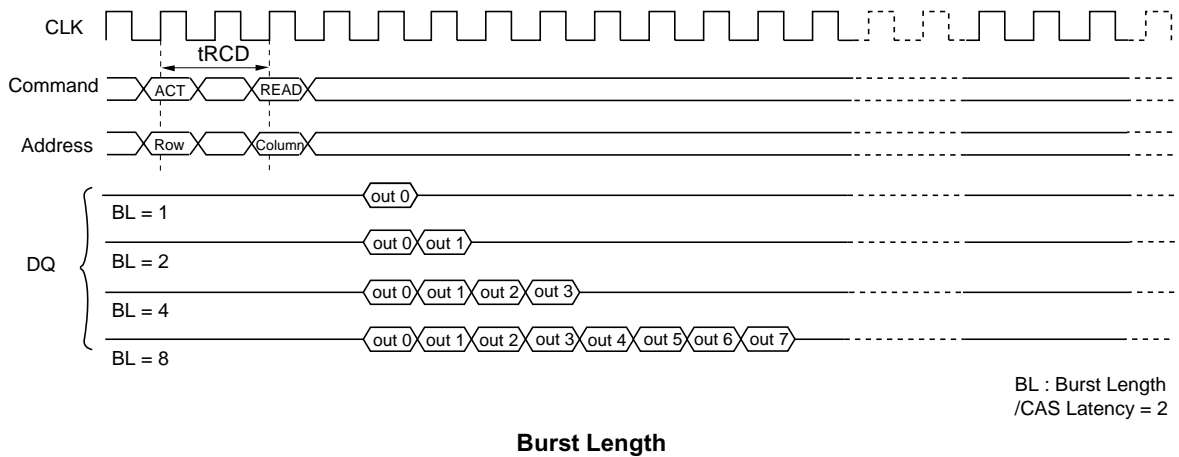 CLK
tRCD
Command ACT READ
Address Row Column
out 0
BL = 1
out 0 out 1
BL = 2
DQ
out 0 out 1 out 2 out 3
BL = 4
out 0 out 1 out 2 out 3 out 4 out 5 out 6 out 7
BL = 8
BL : Burst Length
/CAS Latency = 2
Burst Length